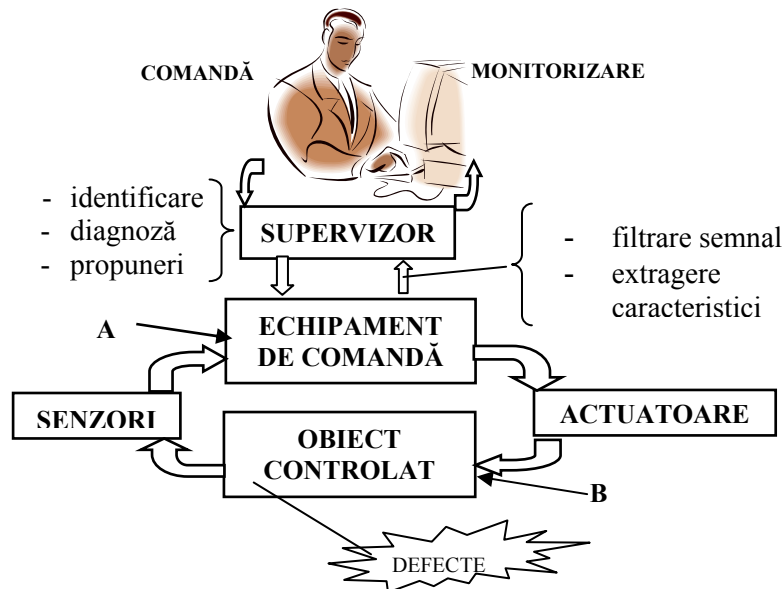 COMANDĂ
MONITORIZARE
- identificare
- diagnoză
- propuneri
SUPERVIZOR
- filtrare semnal
- extragere
caracteristici
A
ECHIPAMENT
DE COMANDĂ
SENZORI
ACTUATOARE
OBIECT
CONTROLAT
B
DEFECTE